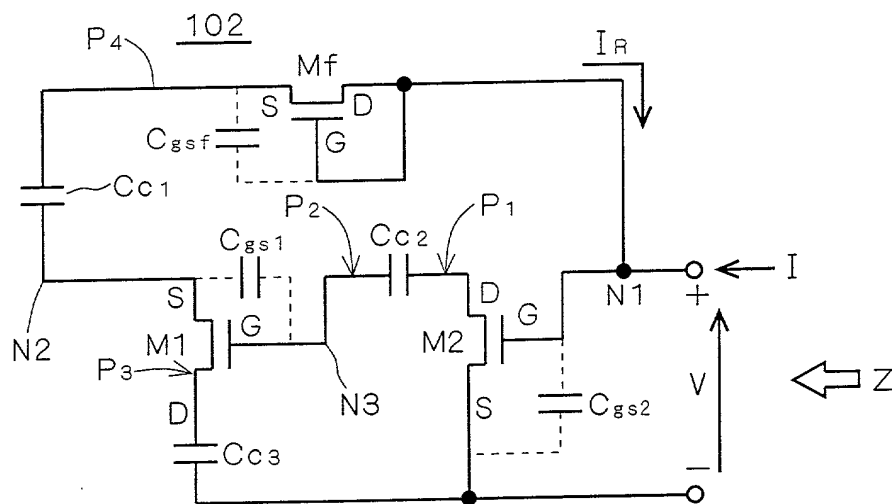 102
P4
Mf
IR
S
D
G
Cgsf
Cc1
P2
P1
Cgs1
Cc2
I
N1
+
S
D
G
N2
M1
G
M2
P3
N3
V
Z
D
S
Cgs2
Cc3
−